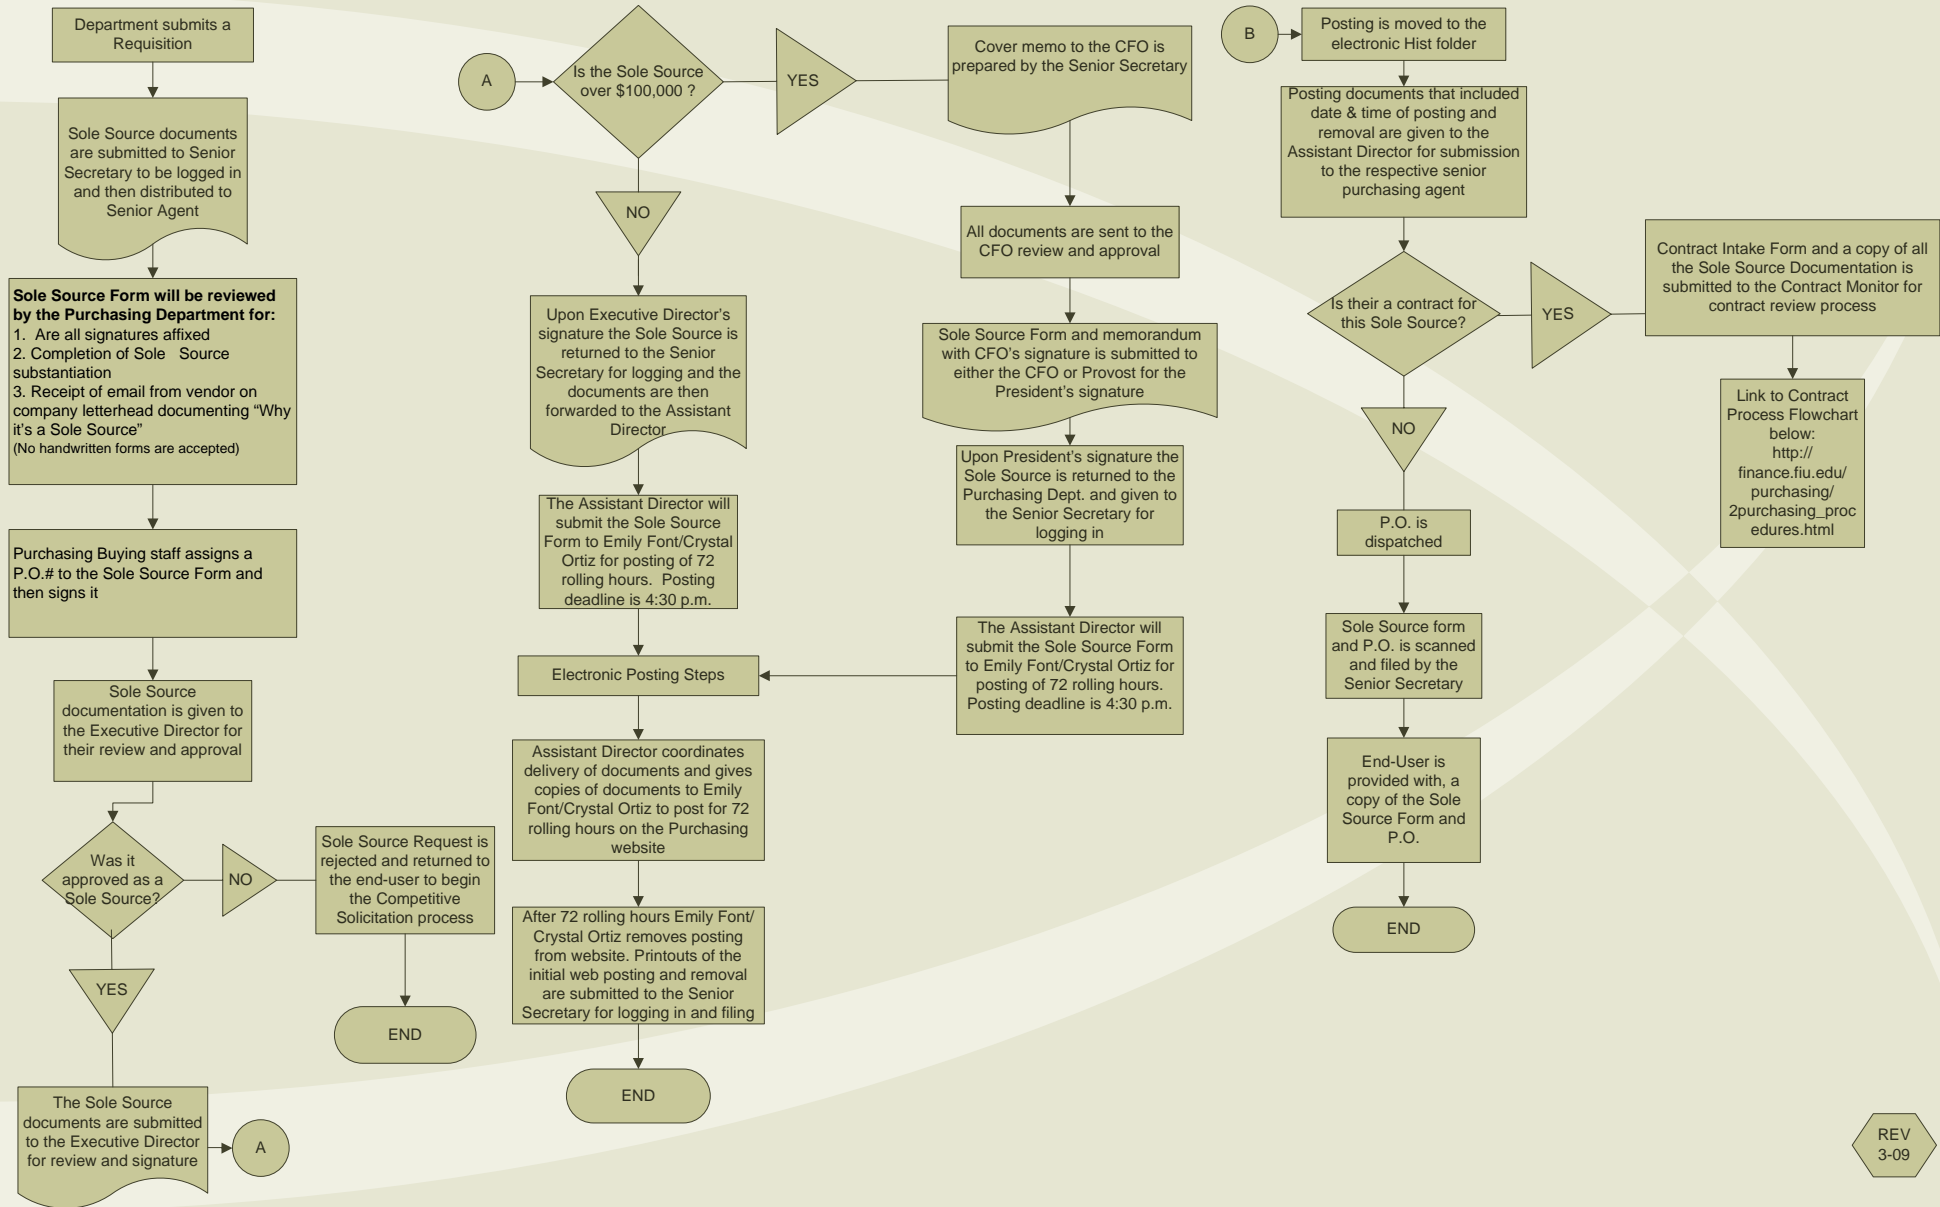 Department submits a
Requisition
Sole Source documents
are submitted to Senior
Secretary to be logged in
and then distributed to
Senior Agent
Sole Source Form will be reviewed
by the Purchasing Department for:
1. Are all signatures affixed
2. Completion of Sole Source
substantiation
3. Receipt of email from vendor on
company letterhead documenting “Why
it’s a Sole Source”
(No handwritten forms are accepted)
Purchasing Buying staff assigns a
P.O.# to the Sole Source Form and
then signs it
Sole Source
documentation is given to
the Executive Director for
their review and approval
Was it
approved as a
Sole Source?
NO
Sole Source Request is
rejected and returned to
the end-user to begin
the Competitive
Solicitation process
END
YES
The Sole Source
documents are submitted
to the Executive Director
for review and signature
A
A
Is the Sole Source
over $100,000 ?
YES
NO
Upon Executive Director’s
signature the Sole Source is
returned to the Senior
Secretary for logging and the
documents are then
forwarded to the Assistant
Director
The Assistant Director will
submit the Sole Source
Form to Emily Font/Crystal
Ortiz for posting of 72
rolling hours. Posting
deadline is 4:30 p.m.
Electronic Posting Steps
Assistant Director coordinates
delivery of documents and gives
copies of documents to Emily
Font/Crystal Ortiz to post for 72
rolling hours on the Purchasing
website
After 72 rolling hours Emily Font/
Crystal Ortiz removes posting
from website. Printouts of the
initial web posting and removal
are submitted to the Senior
Secretary for logging in and filing
END
Cover memo to the CFO is
prepared by the Senior Secretary
All documents are sent to the
CFO review and approval
Sole Source Form and memorandum
with CFO’s signature is submitted to
either the CFO or Provost for the
President’s signature
Upon President’s signature the
Sole Source is returned to the
Purchasing Dept. and given to
the Senior Secretary for
logging in
The Assistant Director will
submit the Sole Source Form
to Emily Font/Crystal Ortiz for
posting of 72 rolling hours.
Posting deadline is 4:30 p.m.
B
Posting is moved to the
electronic Hist folder
Posting documents that included
date & time of posting and
removal are given to the
Assistant Director for submission
to the respective senior
purchasing agent
Is their a contract for
this Sole Source?
YES
Contract Intake Form and a copy of all
the Sole Source Documentation is
submitted to the Contract Monitor for
contract review process
Link to Contract
Process Flowchart
below:
http://
finance.fiu.edu/
purchasing/
2purchasing_proc
edures.html
NO
P.O. is
dispatched
Sole Source form
and P.O. is scanned
and filed by the
Senior Secretary
End-User is
provided with, a
copy of the Sole
Source Form and
P.O.
END
REV
3-09